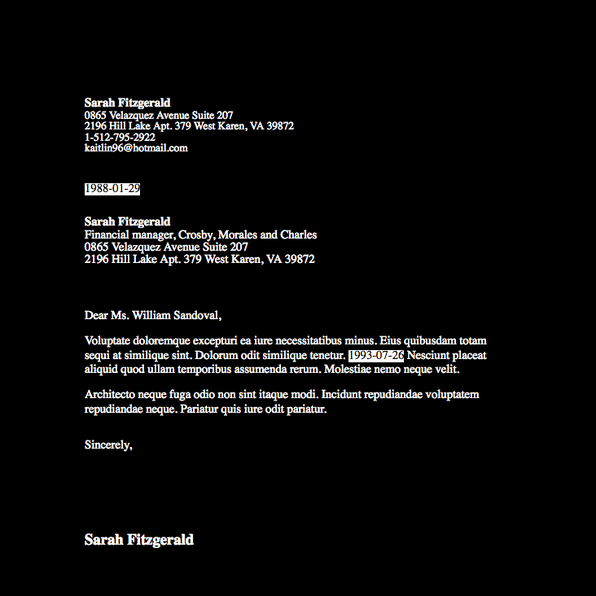 Sarah Fitzgerald
0865 Velazquez Avenue Suite 207
2196 Hill Lake Apt. 379 West Karen, VA 39872
1-512-795-2922
kaitlin96@hotmail.com
1988-01-29
Sarah Fitzgerald
Financial manager, Crosby, Morales and Charles
0865 Velazquez Avenue Suite 207
2196 Hill Lake Apt. 379 West Karen, VA 39872
Dear Ms. William Sandoval,
Voluptate doloremque excepturi ea iure necessitatibus minus. Eius quibusdam totam
sequi at similique sint. Dolorum odit similique tenetur. 1993-07-26 Nesciunt placeat
aliquid quod ullam temporibus assumenda rerum. Molestiae nemo neque velit.
Architecto neque fuga odio non sint itaque modi. Incidunt repudiandae voluptatem
repudiandae neque. Pariatur quis iure odit pariatur.
Sincerely,
Sarah Fitzgerald